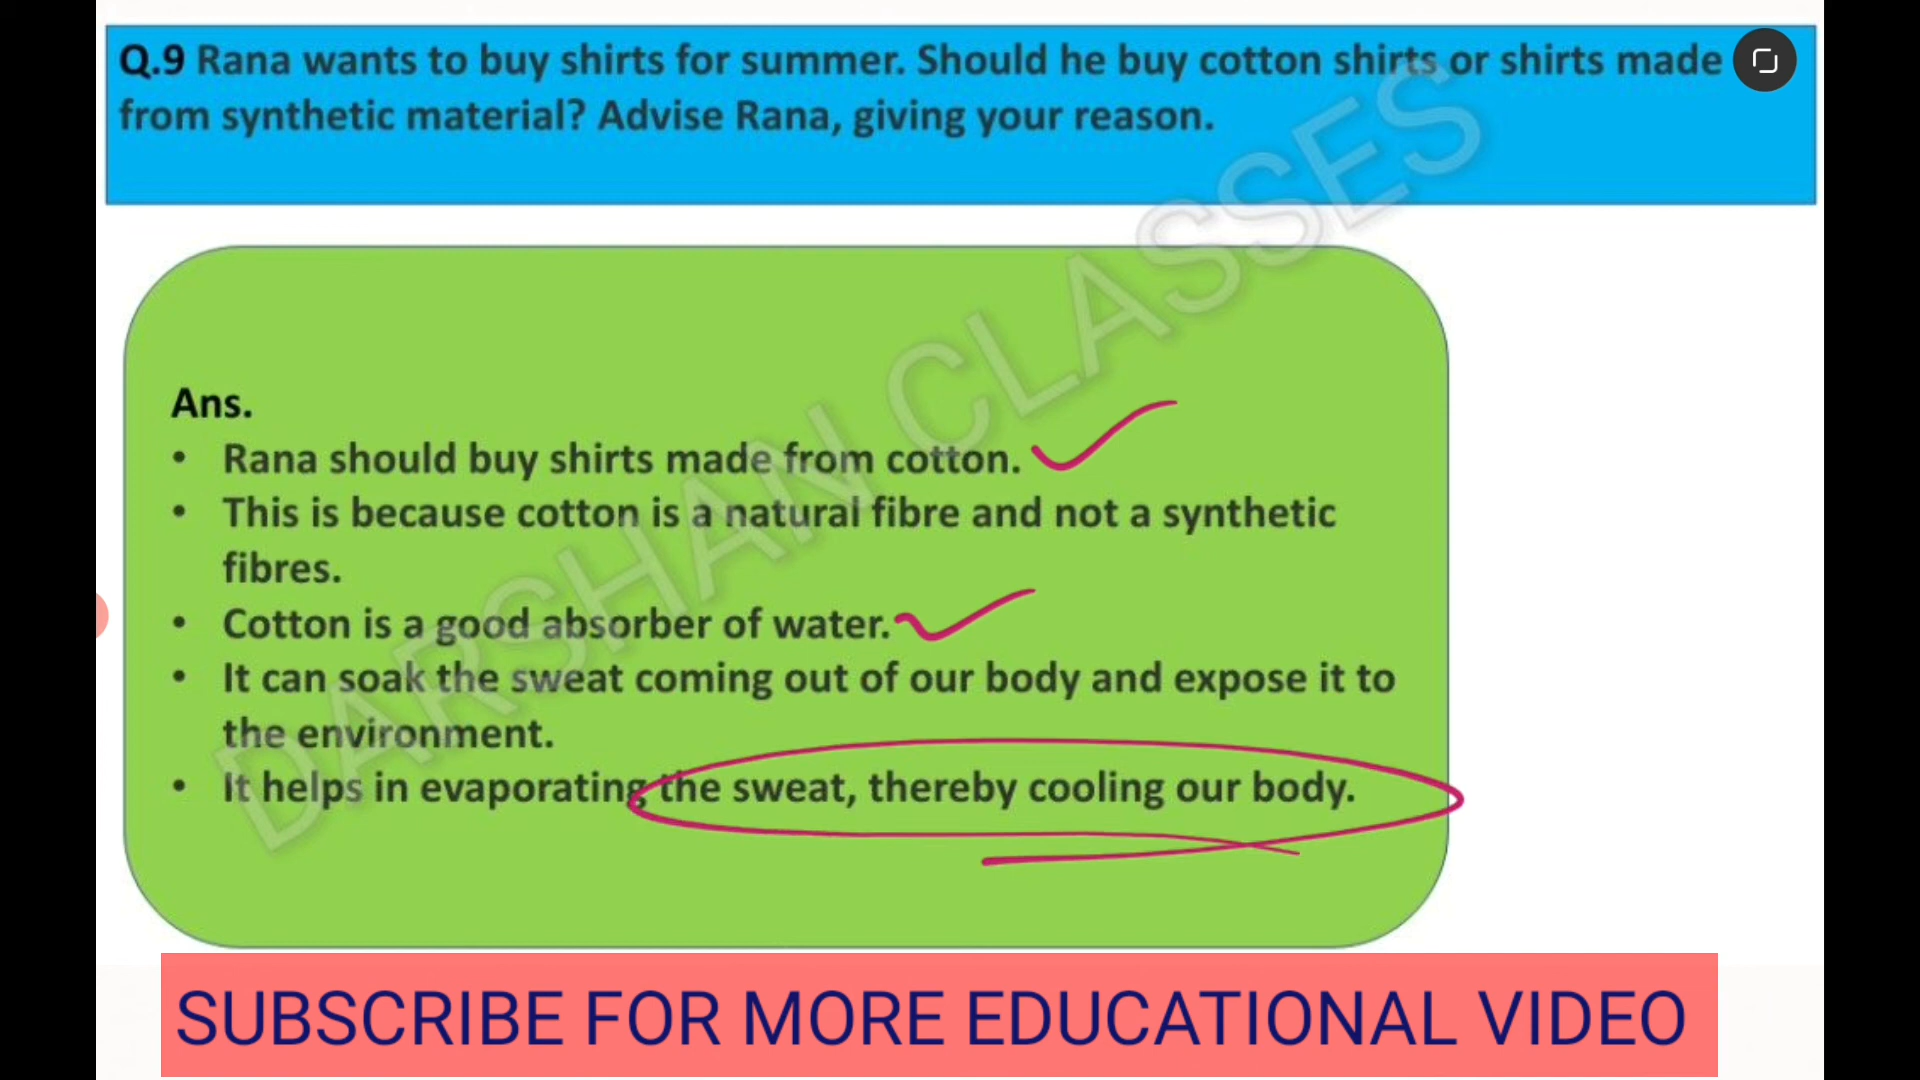 Q.9 Rana wants to buy shirts for summer. Should he buy cotton shirts or shirts made
from synthetic material? Advise Rana, giving your reason.
Ans.
• Rana should buy shirts made from cotton.
• This is because cotton is a natural fibre and not a synthetic
fibres.
• Cotton is a good absorber of water.
• It can soak the sweat coming out of our body and expose it to
the environment.
• It helps in evaporating the sweat, thereby cooling our body.
DARSHAN CLASSES
SUBSCRIBE FOR MORE EDUCATIONAL VIDEO